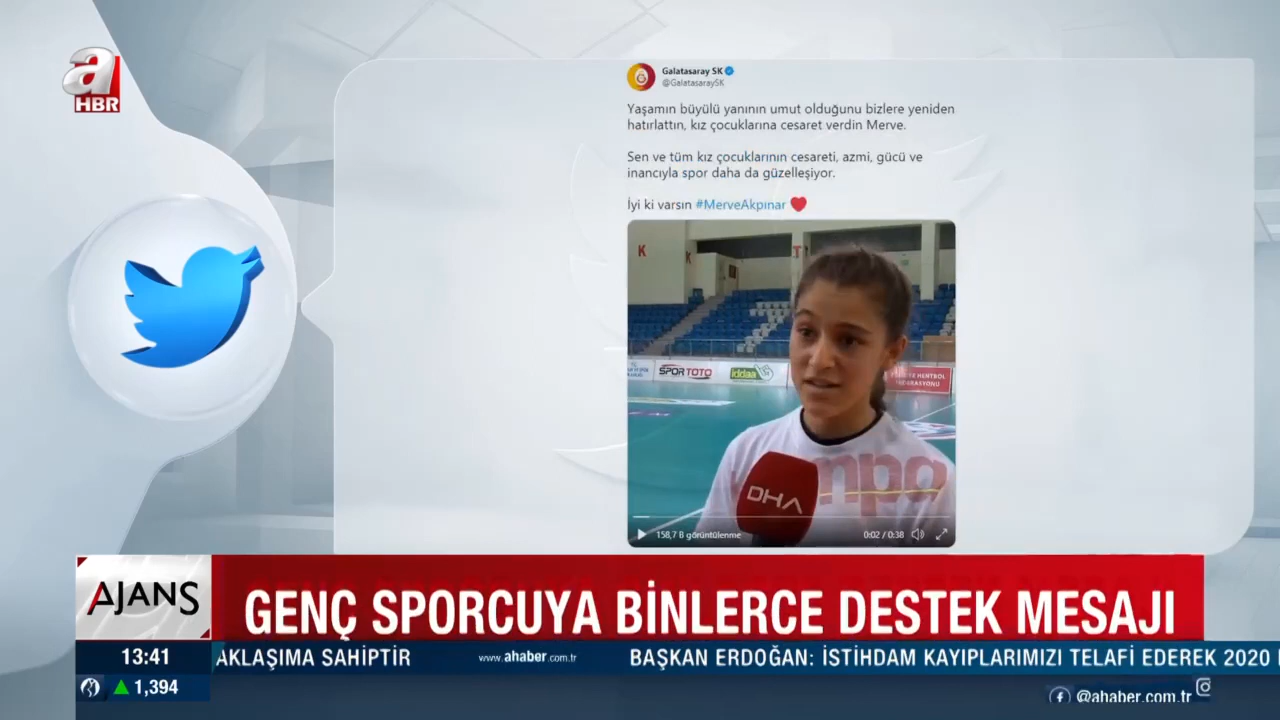 a
HBR
Galatasaray SK
@GalatasaraySK
Yaşamın büyülü yanının umut olduğunu bizlere yeniden
hatırlattın, kız çocuklarına cesaret verdin Merve.
Sen ve tüm kız çocuklarının cesareti, azmi, gücü ve
inancıyla spor daha da güzelleşiyor.
İyi ki varsın #MerveAkpınar
K K T
SPOR TOTO iddaa
DHA
mpa
158,7 B görüntülenme 0:02 / 0:38
AJANS
GENÇ SPORCUYA BİNLERCE DESTEK MESAJI
13:41
AKLAŞIMA SAHİPTİR www.ahaber.com.tr BAŞKAN ERDOĞAN: İSTİHDAM KAYIPLARIMIZI TELAFİ EDEREK 2020
1,394
@ahaber.com.tr